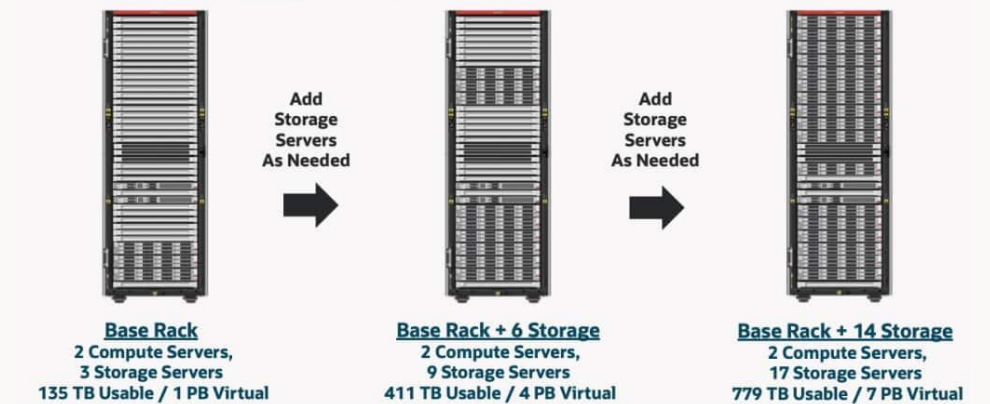 Add
Storage
Servers
As Needed
Add
Storage
Servers
As Needed
Base Rack
2 Compute Servers,
3 Storage Servers
135 TB Usable / 1 PB Virtual
Base Rack + 6 Storage
2 Compute Servers,
9 Storage Servers
411 TB Usable / 4 PB Virtual
Base Rack + 14 Storage
2 Compute Servers,
17 Storage Servers
779 TB Usable / 7 PB Virtual